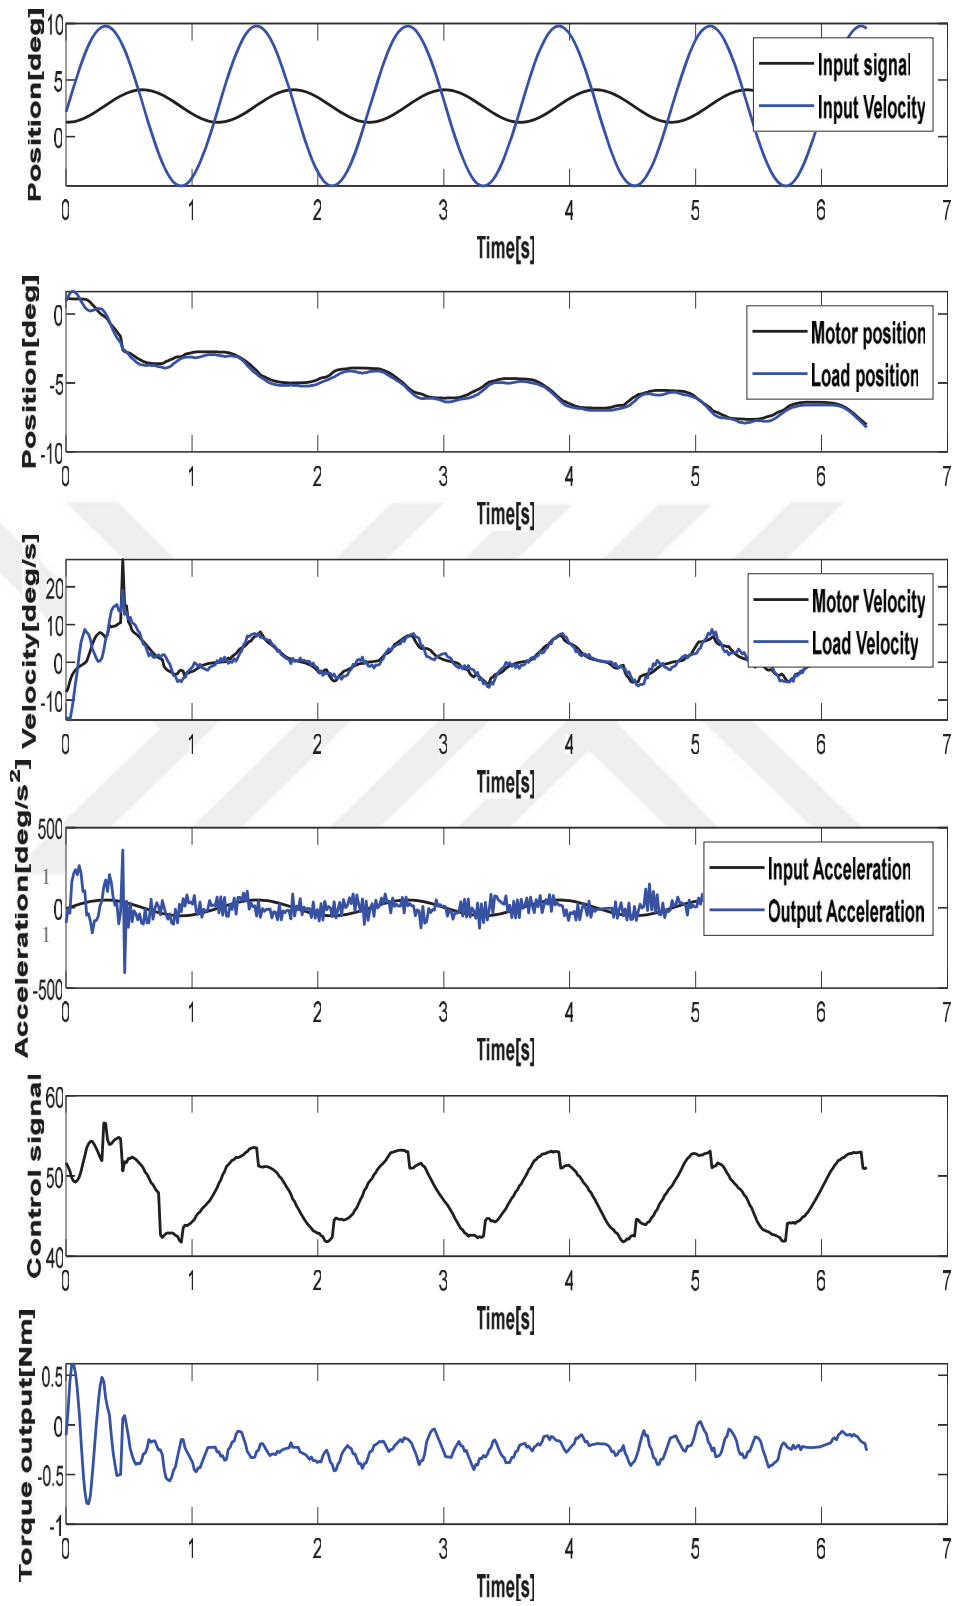 Position[deg]
10
5
0
Input signal
Input Velocity
0 1 2 3 4 5 6 7
Time[s]
Position[deg]
0
-5
-10
Motor position
Load position
0 1 2 3 4 5 6 7
Time[s]
Velocity[deg/s]
20
10
0
-10
Motor Velocity
Load Velocity
0 1 2 3 4 5 6 7
Time[s]
Acceleration[deg/s²]
500
1
0
1
-500
Input Acceleration
Output Acceleration
0 1 2 3 4 5 6 7
Time[s]
Control signal
60
50
40
0 1 2 3 4 5 6 7
Time[s]
Torque output[Nm]
0.5
0
-0.5
-1
0 1 2 3 4 5 6 7
Time[s]